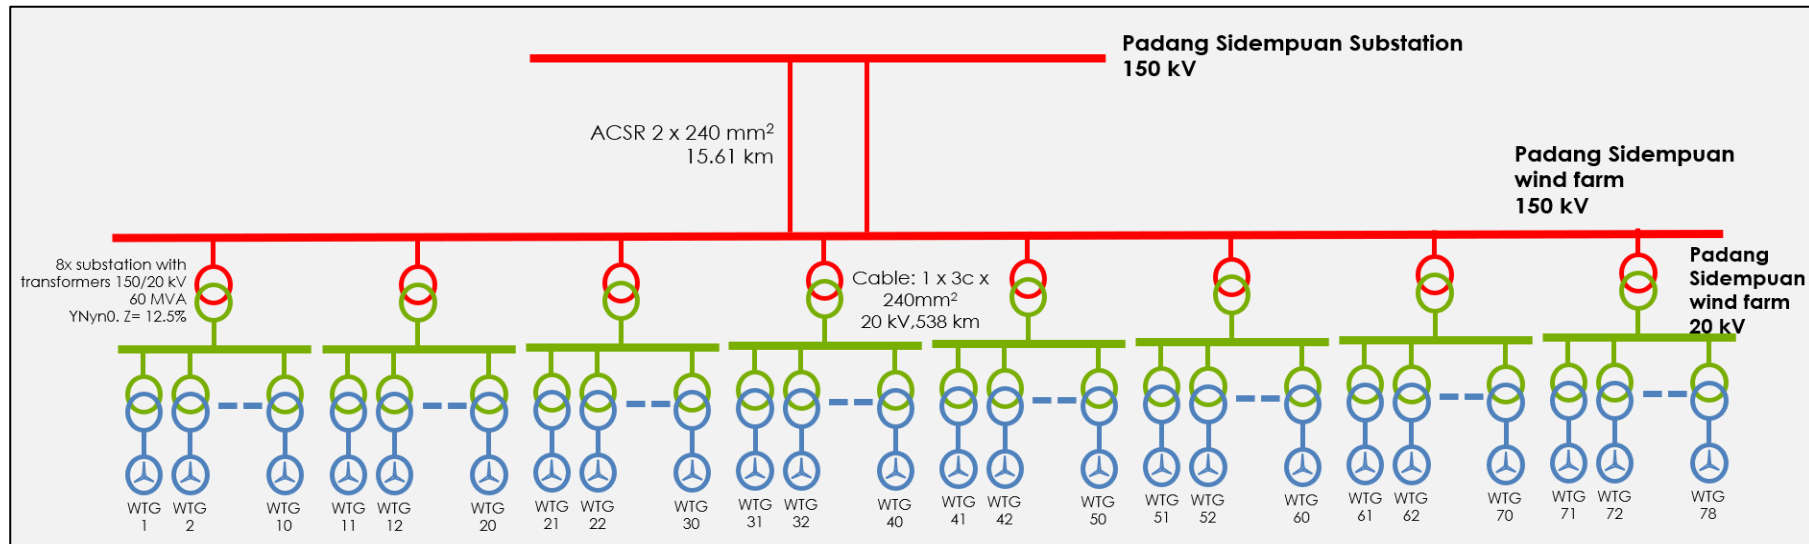 Padang Sidempuan Substation
150 kV
ACSR 2 x 240 mm²
15.61 km
Padang Sidempuan
wind farm
150 kV
8x substation with
transformers 150/20 kV
60 MVA
YNyn0. Z= 12.5%
Cable: 1 x 3c x
240mm²
20 kV,538 km
Padang
Sidempuan
wind farm
20 kV
WTG
1
WTG
2
WTG
10
WTG
11
WTG
12
WTG
20
WTG
21
WTG
22
WTG
30
WTG
31
WTG
32
WTG
40
WTG
41
WTG
42
WTG
50
WTG
51
WTG
52
WTG
60
WTG
61
WTG
62
WTG
70
WTG
71
WTG
72
WTG
78